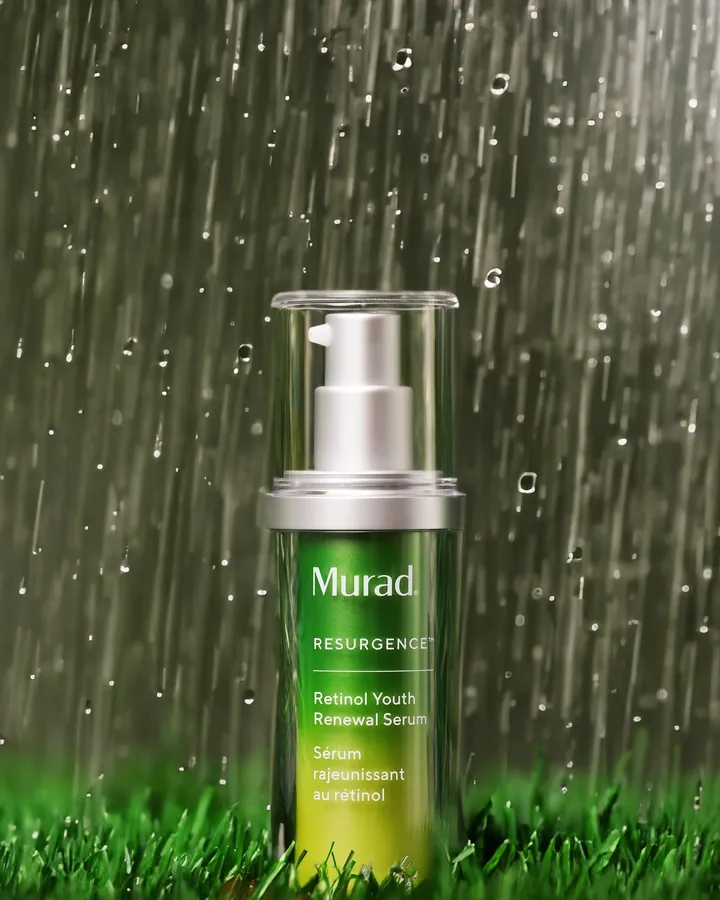 Murad.
RESURGENCE™
Retinol Youth
Renewal Serum
Sérum
rajeunissant
au rétinol